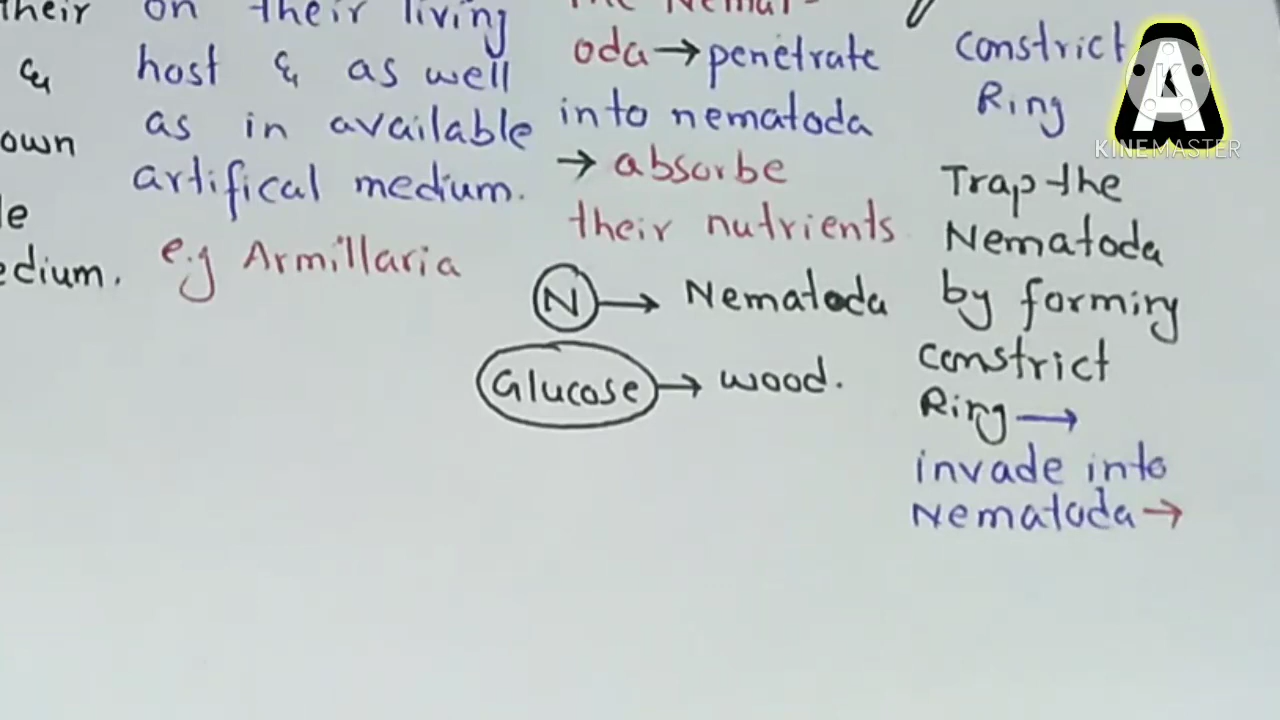 their
&
own
le
edium.
on their living
host & as well
as in available
artifical medium.
e.g Armillaria
oda → penetrate
into nematoda
→ absorbe
their nutrients
N → Nematoda
Glucose → wood.
constrict
Ring
Trap the
Nematoda
by forming
constrict
Ring →
invade into
Nematoda →
K
KINEMASTER